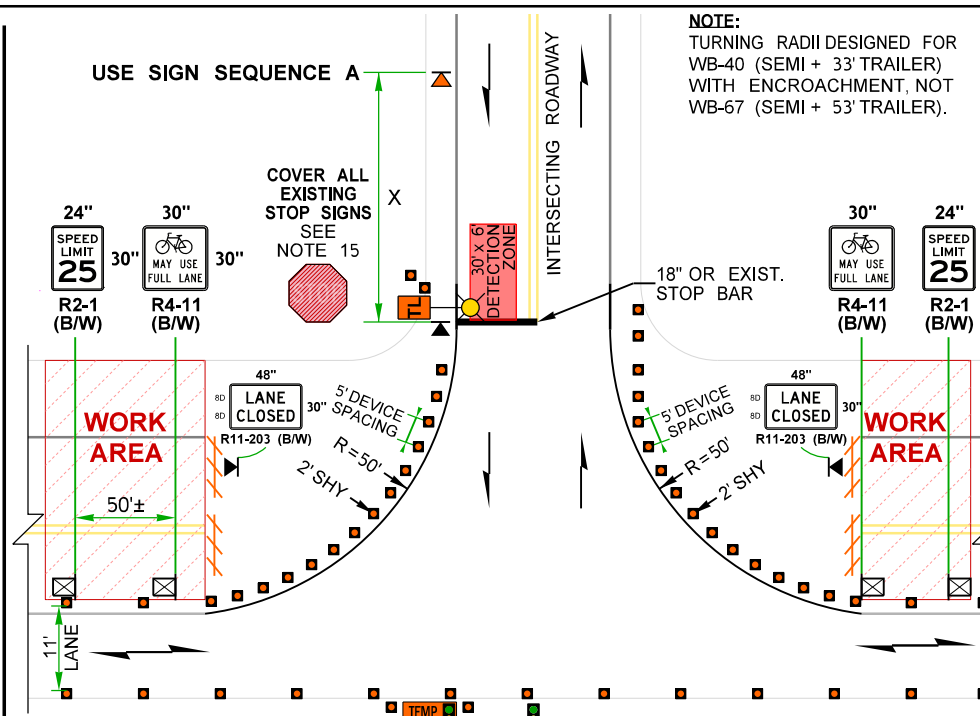 NOTE:
TURNING RADII DESIGNED FOR
WB-40 (SEMI + 33' TRAILER)
WITH ENCROACHMENT, NOT
WB-67 (SEMI + 53' TRAILER).
USE SIGN SEQUENCE A
X
INTERSECTING ROADWAY
COVER ALL
EXISTING
STOP SIGNS
SEE
NOTE 15
STOP
TL
30' x 6'
DETECTION
ZONE
18" OR EXIST.
STOP BAR
24"
SPEED
LIMIT
25
30"
R2-1
(B/W)
30"
MAY USE
FULL LANE
30"
R4-11
(B/W)
30"
MAY USE
FULL LANE
R4-11
(B/W)
24"
SPEED
LIMIT
25
R2-1
(B/W)
WORK
AREA
50'±
48"
8D
8D
LANE
CLOSED
30"
R11-203 (B/W)
5' DEVICE
SPACING
R = 50'
2' SHY
5' DEVICE
SPACING
R = 50'
2' SHY
48"
8D
8D
LANE
CLOSED
30"
R11-203 (B/W)
WORK
AREA
11'
LANE
TEMP